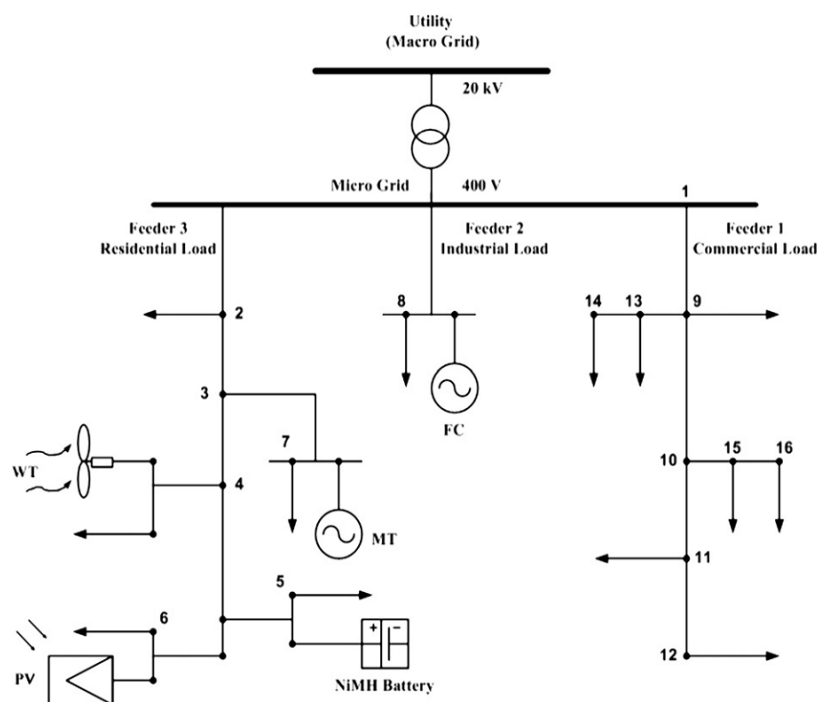 Utility
(Macro Grid)
20 kV
Micro Grid
400 V
1
Feeder 3
Residential Load
Feeder 2
Industrial Load
Feeder 1
Commercial Load
2
8
14
13
9
3
FC
7
10
15
16
WT
4
MT
11
5
6
+
-
12
PV
NiMH Battery